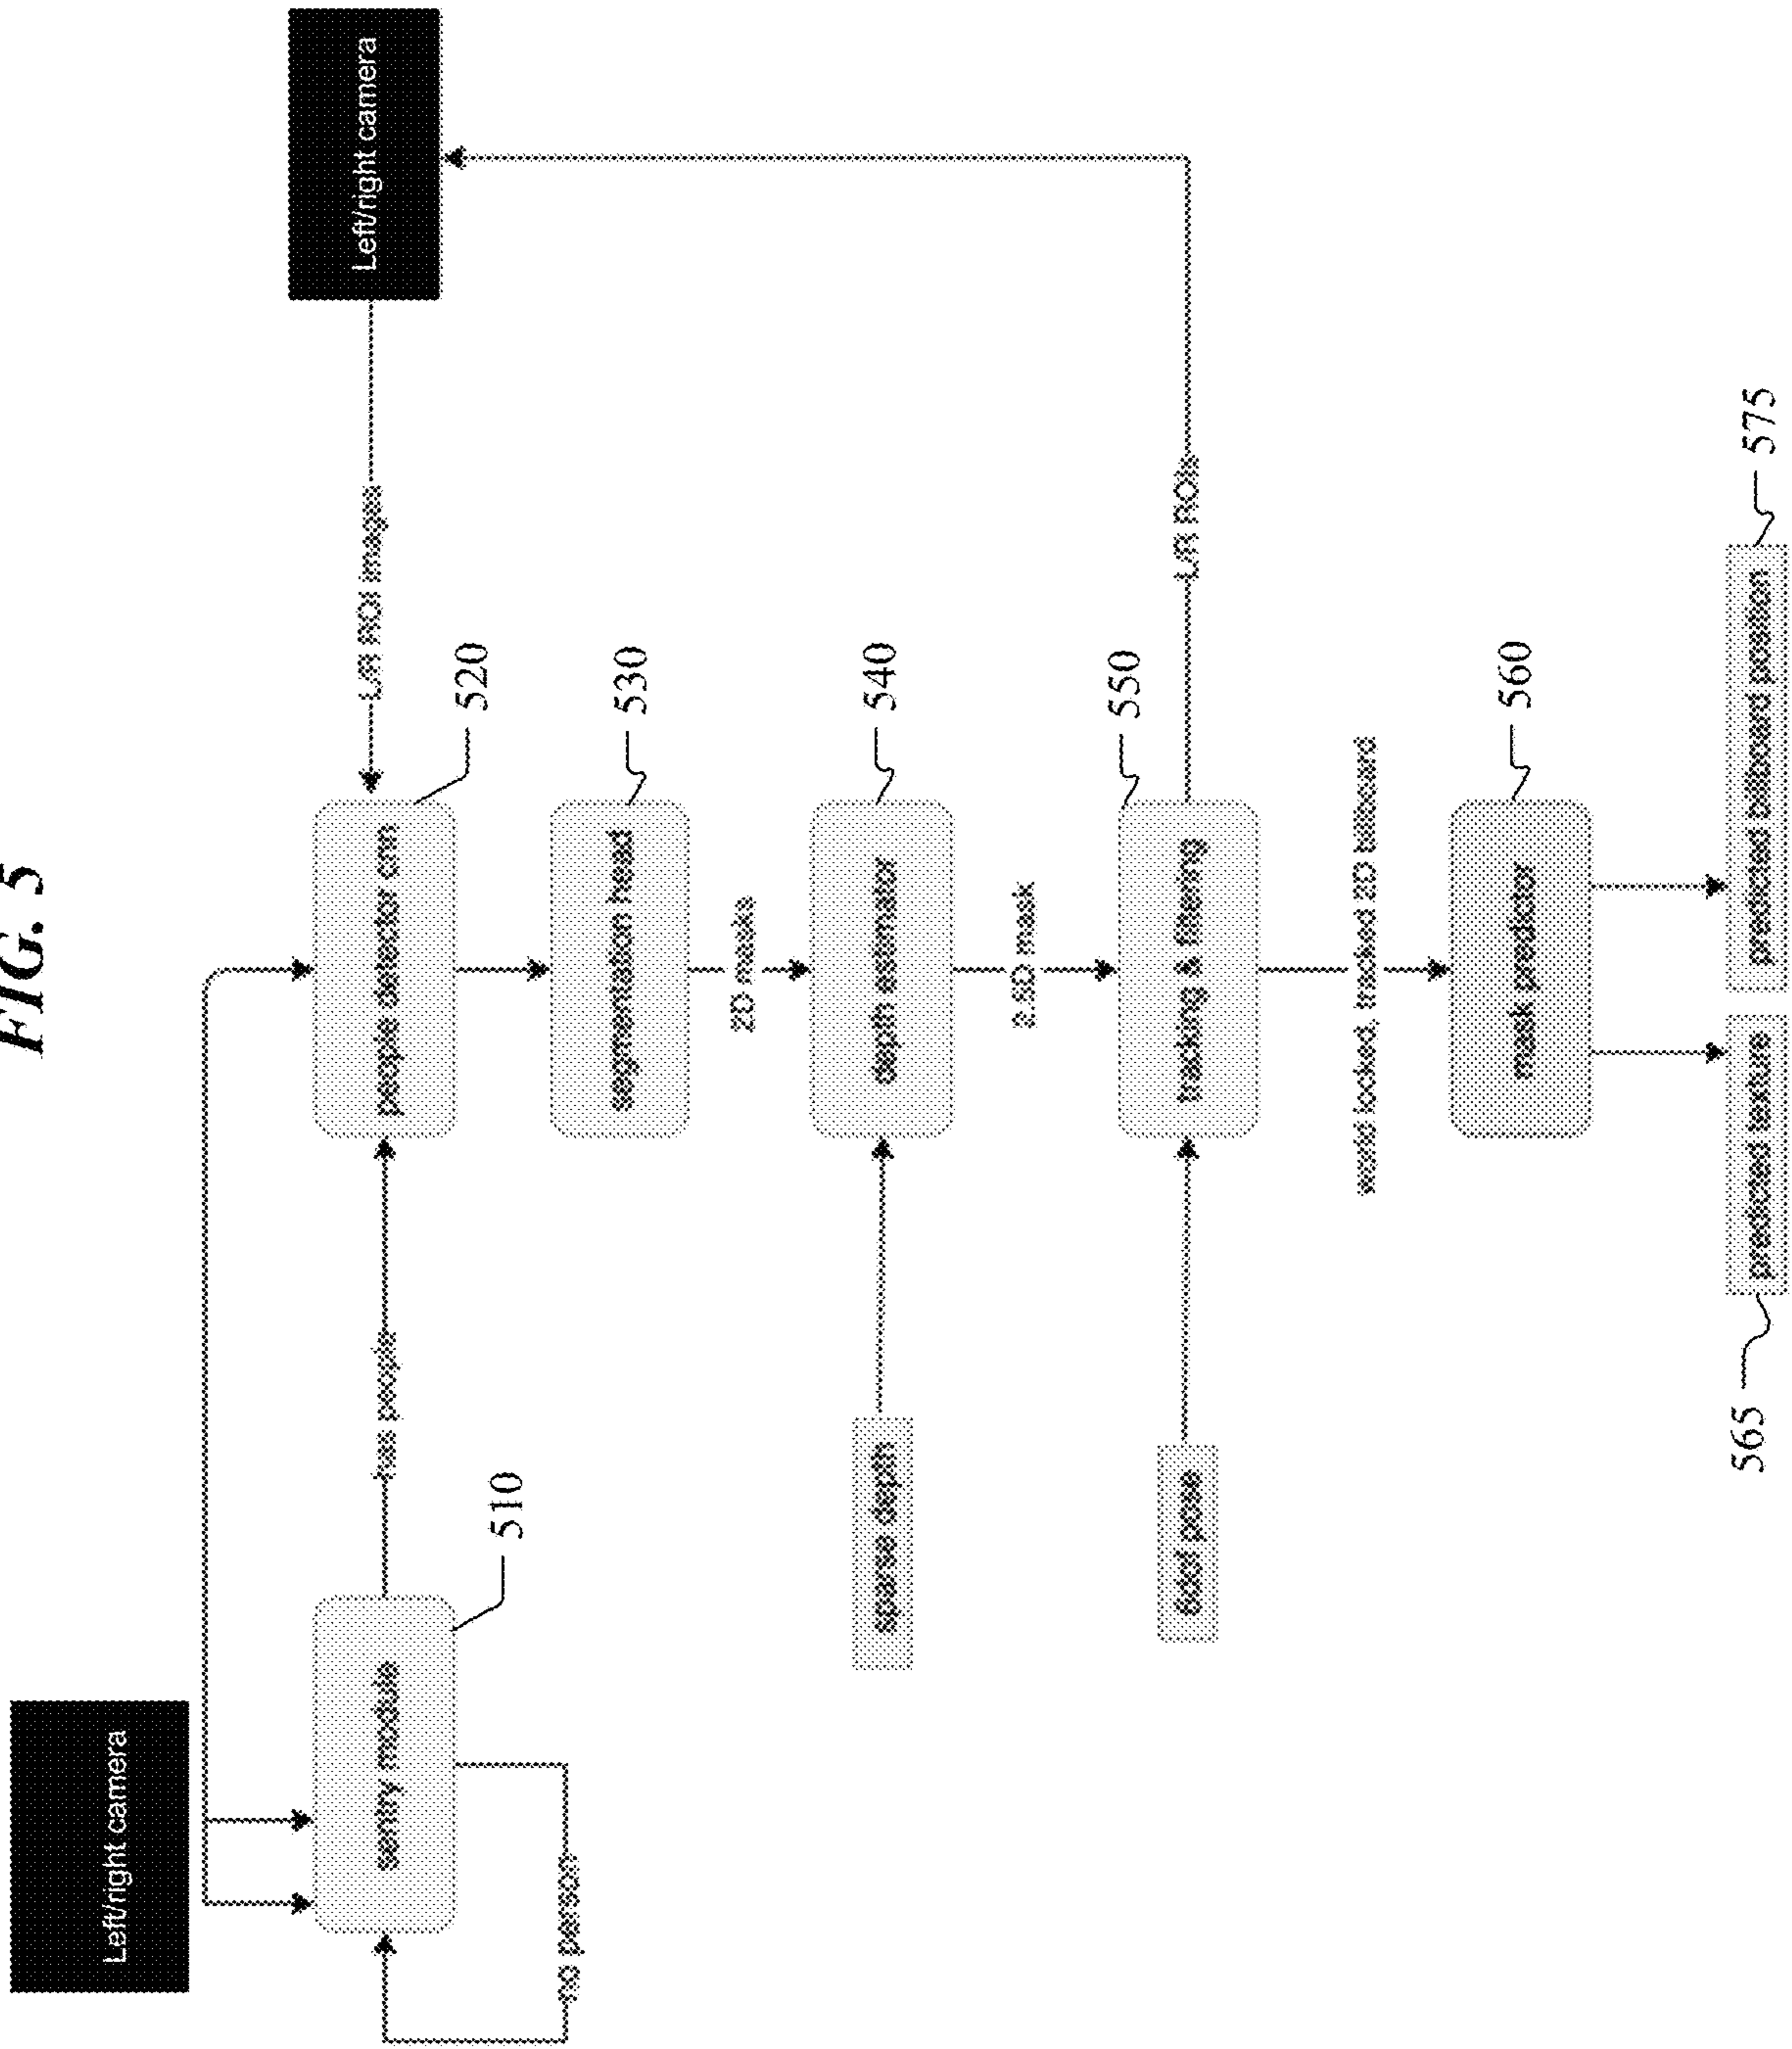 FIG. 5
Left/right camera
Left/right camera
sentry module
510
no person
has people
people detector cnn
520
L/R ROI images
segmentation head
530
2D masks
sparse depth
depth estimator
540
2.5D mask
6dof pose
tracking & filtering
550
L/R ROIs
world locked, tracked 2D billboard
mask predictor
560
565
predicted texture
predicted billboard position
575